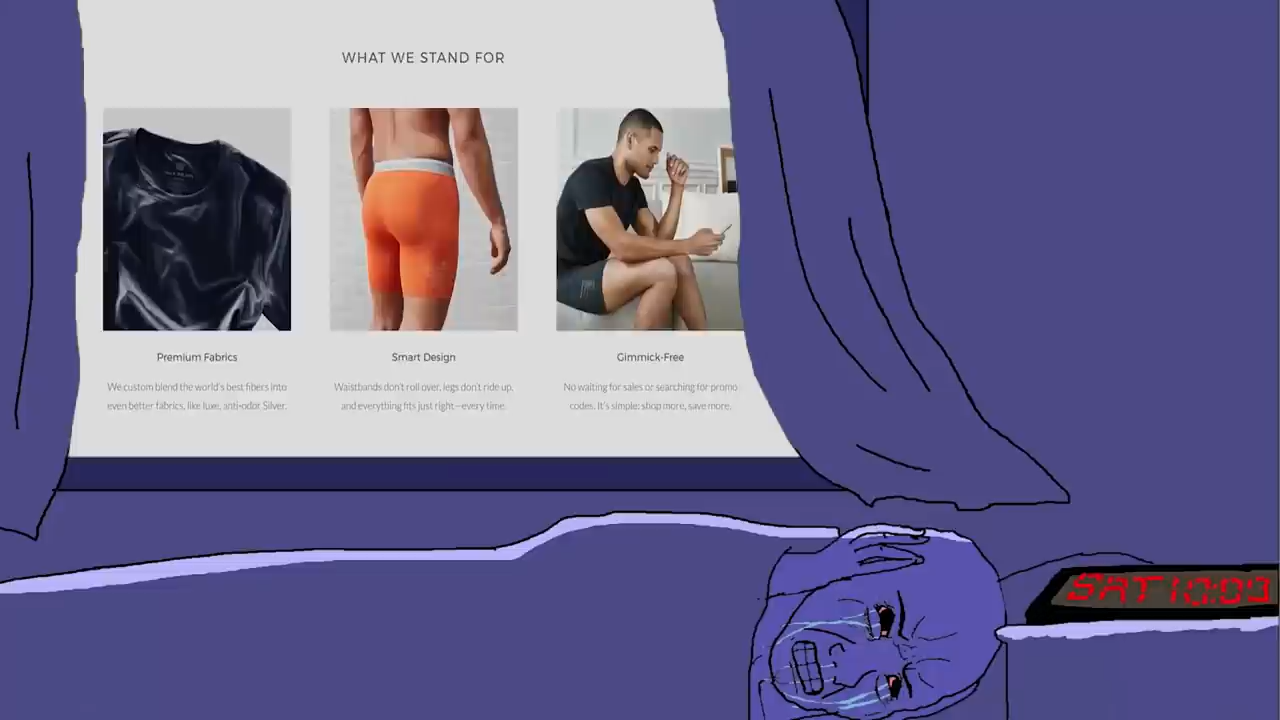 WHAT WE STAND FOR
Premium Fabrics
We custom blend the world's best fibers into
even better fabrics, like luxe, anti-odor Silver.
Smart Design
Waistbands don't roll over, legs don't ride up,
and everything fits just right—every time.
Gimmick-Free
No waiting for sales or searching for promo
codes. It's simple: shop more, save more.
SAT 10:00